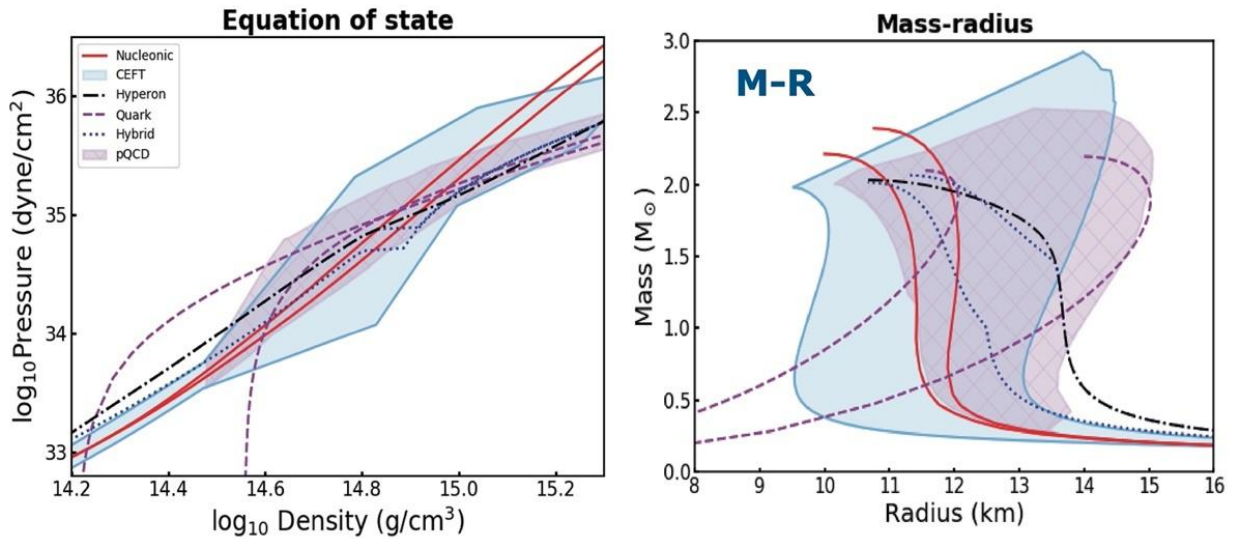 Equation of state
Nucleonic
CEFT
Hyperon
Quark
Hybrid
pQCD
36
35
34
33
log₁₀Pressure (dyne/cm²)
14.2 14.4 14.6 14.8 15.0 15.2
log₁₀ Density (g/cm³)
Mass-radius
M-R
3.0
2.5
2.0
1.5
1.0
0.5
0.0
Mass (M⊙)
8 9 10 11 12 13 14 15 16
Radius (km)